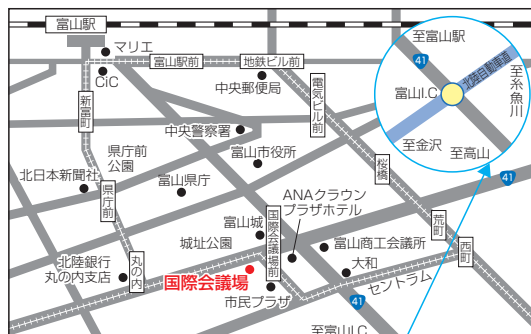 富山駅
マリエ
CiC
富山駅前
地鉄ビル前
中央郵便局
電気ビル前
新富町
中央警察署
県庁前
公園
富山市役所
北日本新聞社
県庁前
富山県庁
桜橋
富山城
城址公園
国際会議場前
ANAクラウン
プラザホテル
荒町
西町
41
北陸銀行
丸の内支店
丸の内
国際会議場
市民プラザ
富山商工会議所
大和
セントラム
41
至富山I.C
至富山駅
41
北陸自動車道
至糸魚川
富山I.C
至金沢
至高山